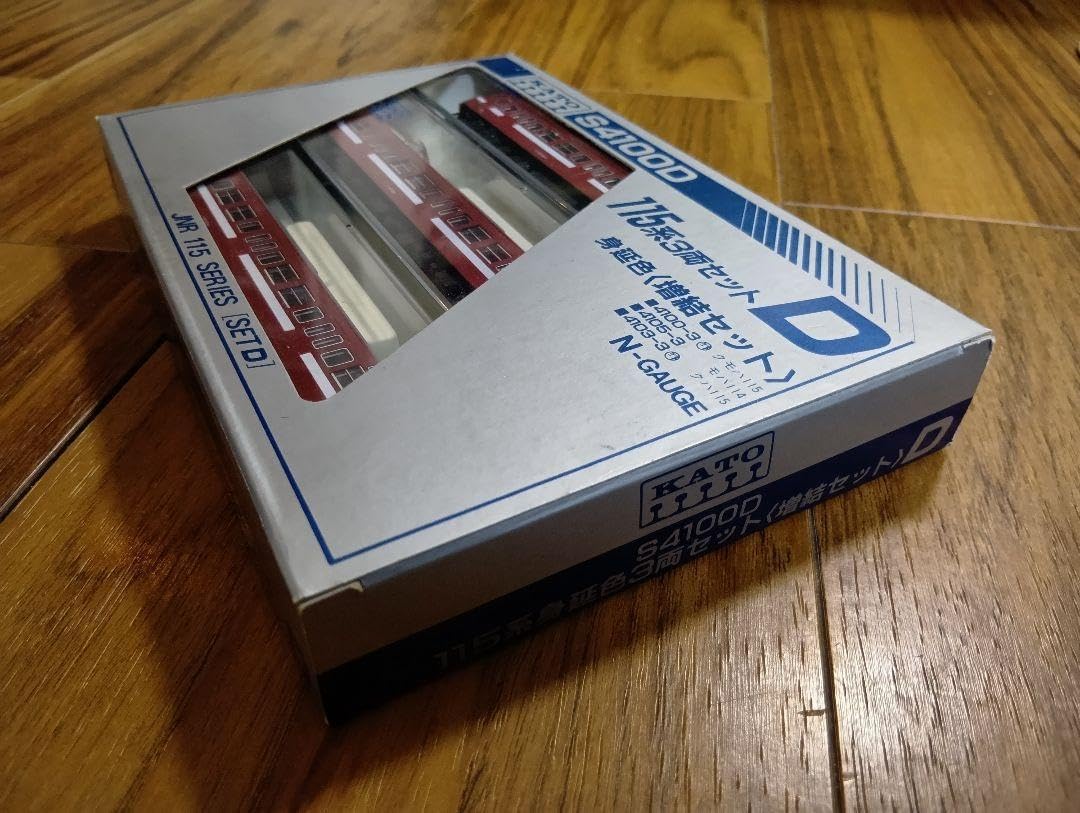 KATO
S4100D
115系3両セット
身延色〈増結セット〉
D
■4100-3 クモハ115
■4105-3 モハ114
■4103-3 クハ115
N-GAUGE
JNR 115 SERIES [SET D]
KATO
S4100D
115系身延色3両セット〈増結セット〉
D